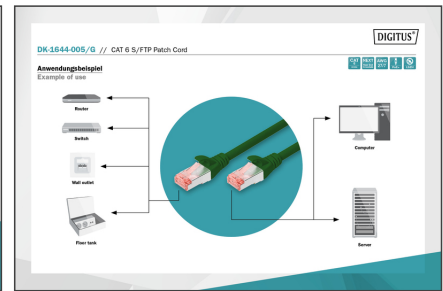 DIGITUS®
DK-1644-005/G // CAT 6 S/FTP Patch Cord
Anwendungsbeispiel
Example of use
Router
Switch
Wall outlet
Floor tank
Computer
Server